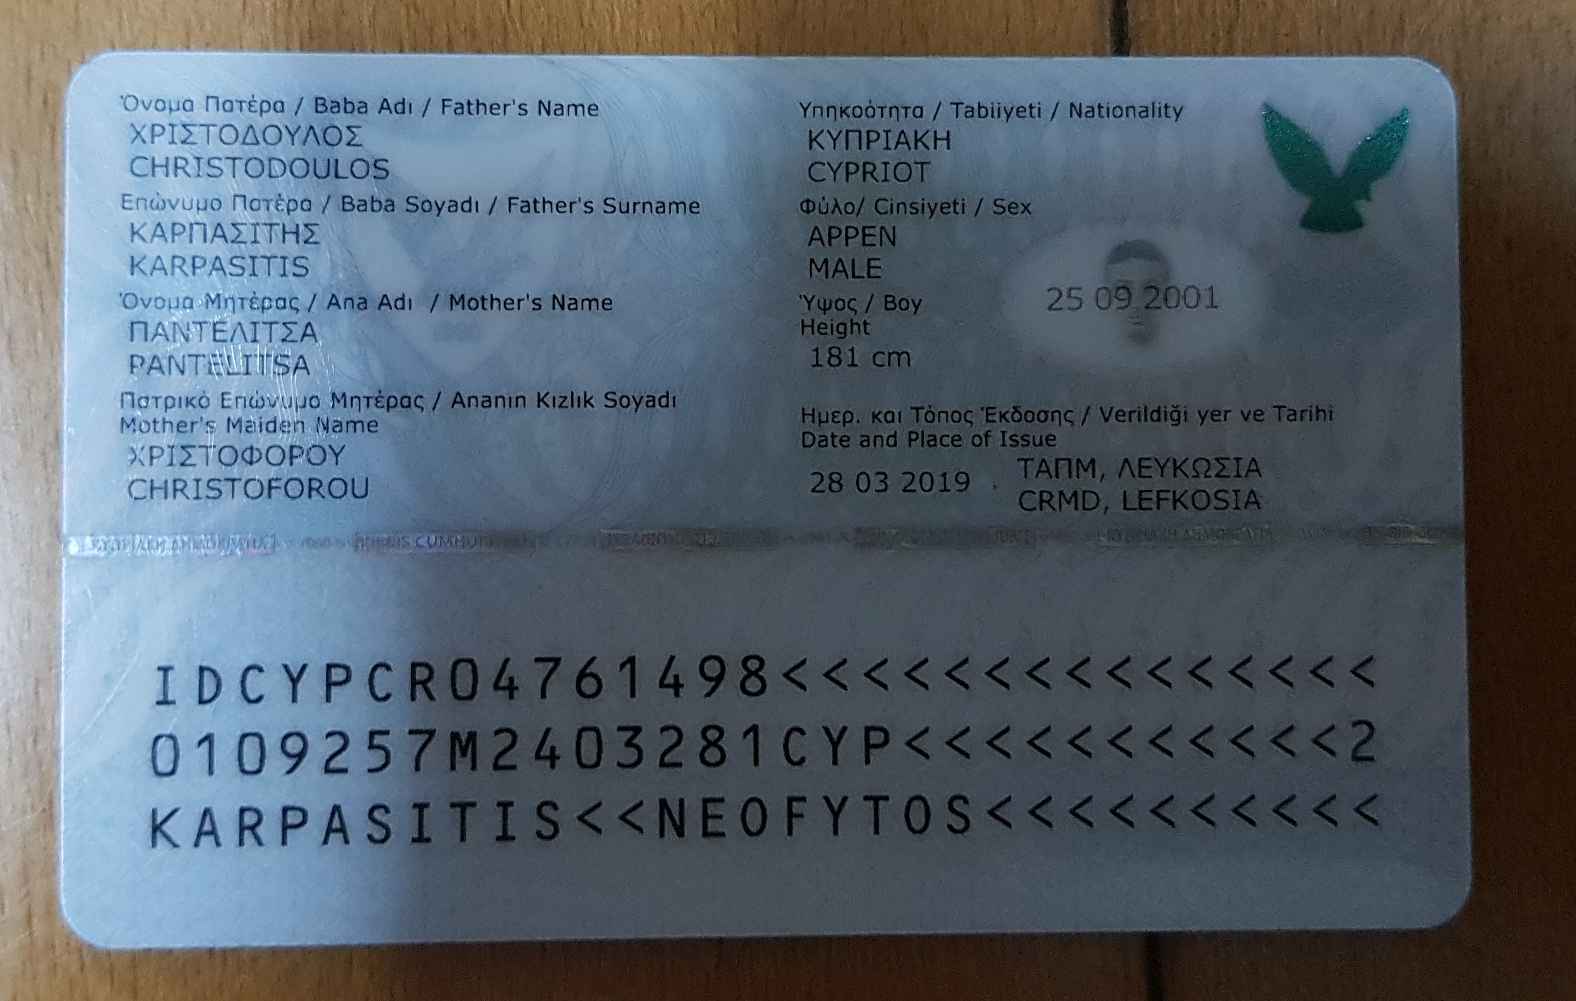 Όνομα Πατέρα / Baba Adı / Father's Name
ΧΡΙΣΤΟΔΟΥΛΟΣ
CHRISTODOULOS
Επώνυμο Πατέρα / Baba Soyadı / Father's Surname
ΚΑΡΠΑΣΙΤΗΣ
KARPASITIS
Όνομα Μητέρας / Ana Adı / Mother's Name
ΠΑΝΤΕΛΙΤΣΑ
PANTELITSA
Πατρικό Επώνυμο Μητέρας / Ananın Kızlık Soyadı
Mother's Maiden Name
ΧΡΙΣΤΟΦΟΡΟΥ
CHRISTOFOROU
Υπηκοότητα / Tabiiyeti / Nationality
ΚΥΠΡΙΑΚΗ
CYPRIOT
Φύλο/ Cinsiyeti / Sex
ΑΡΡΕΝ
MALE
Ύψος / Boy
Height
181 cm
25 09 2001
Ημερ. και Τόπος Έκδοσης / Verildiği yer ve Tarihi
Date and Place of Issue
28 03 2019
ΤΑΠΜ, ΛΕΥΚΩΣΙΑ
CRMD, LEFKOSIA
IDCYPCR04761498<<<<<<<<<<<<<<<
0109257M2403281CYP<<<<<<<<<<<2
KARPASITIS<<NEOFYTOS<<<<<<<<<<